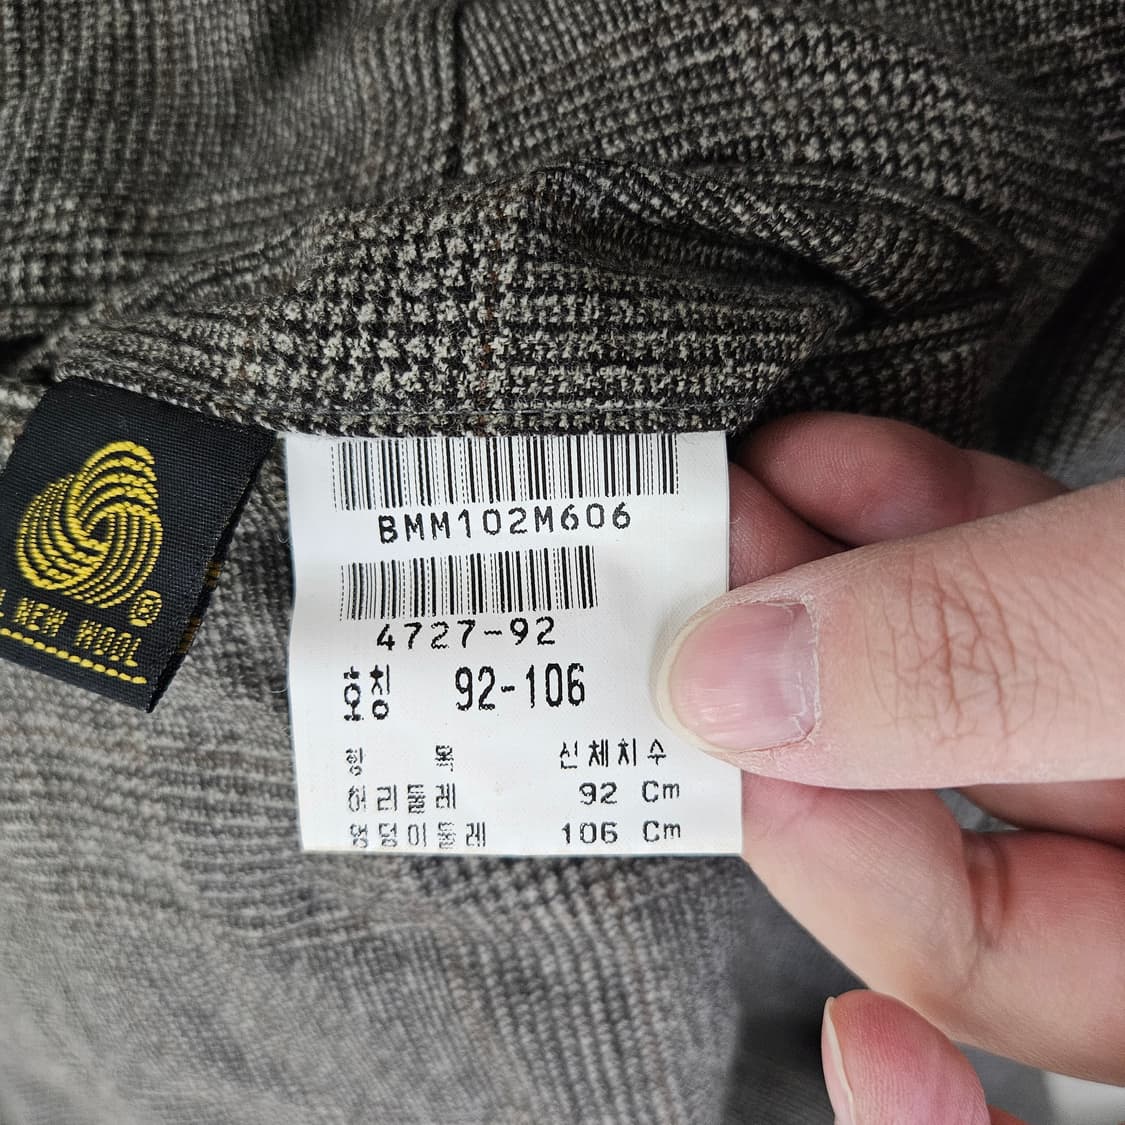 BMM102M606
4727-92
호칭 92-106
항 목 신체치수
허리둘레 92 Cm
엉덩이둘레 106 Cm
® NEW WOOL